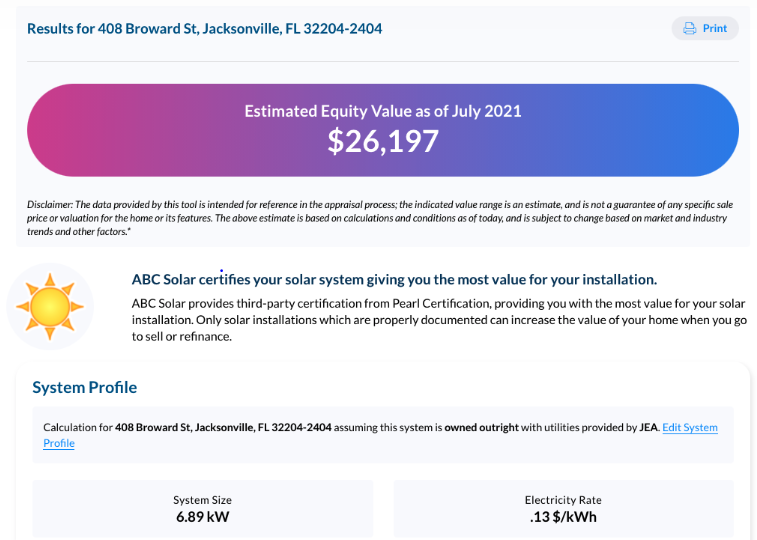 Results for 408 Broward St, Jacksonville, FL 32204-2404
Print
Estimated Equity Value as of July 2021
$26,197
Disclaimer: The data provided by this tool is intended for reference in the appraisal process; the indicated value range is an estimate, and is not a guarantee of any specific sale
price or valuation for the home or its features. The above estimate is based on calculations and conditions as of today, and is subject to change based on market and industry
trends and other factors.*
ABC Solar certifies your solar system giving you the most value for your installation.
ABC Solar provides third-party certification from Pearl Certification, providing you with the most value for your solar
installation. Only solar installations which are properly documented can increase the value of your home when you go
to sell or refinance.
System Profile
Calculation for 408 Broward St, Jacksonville, FL 32204-2404 assuming this system is owned outright with utilities provided by JEA. Edit System
Profile
System Size
6.89 kW
Electricity Rate
.13 $/kWh